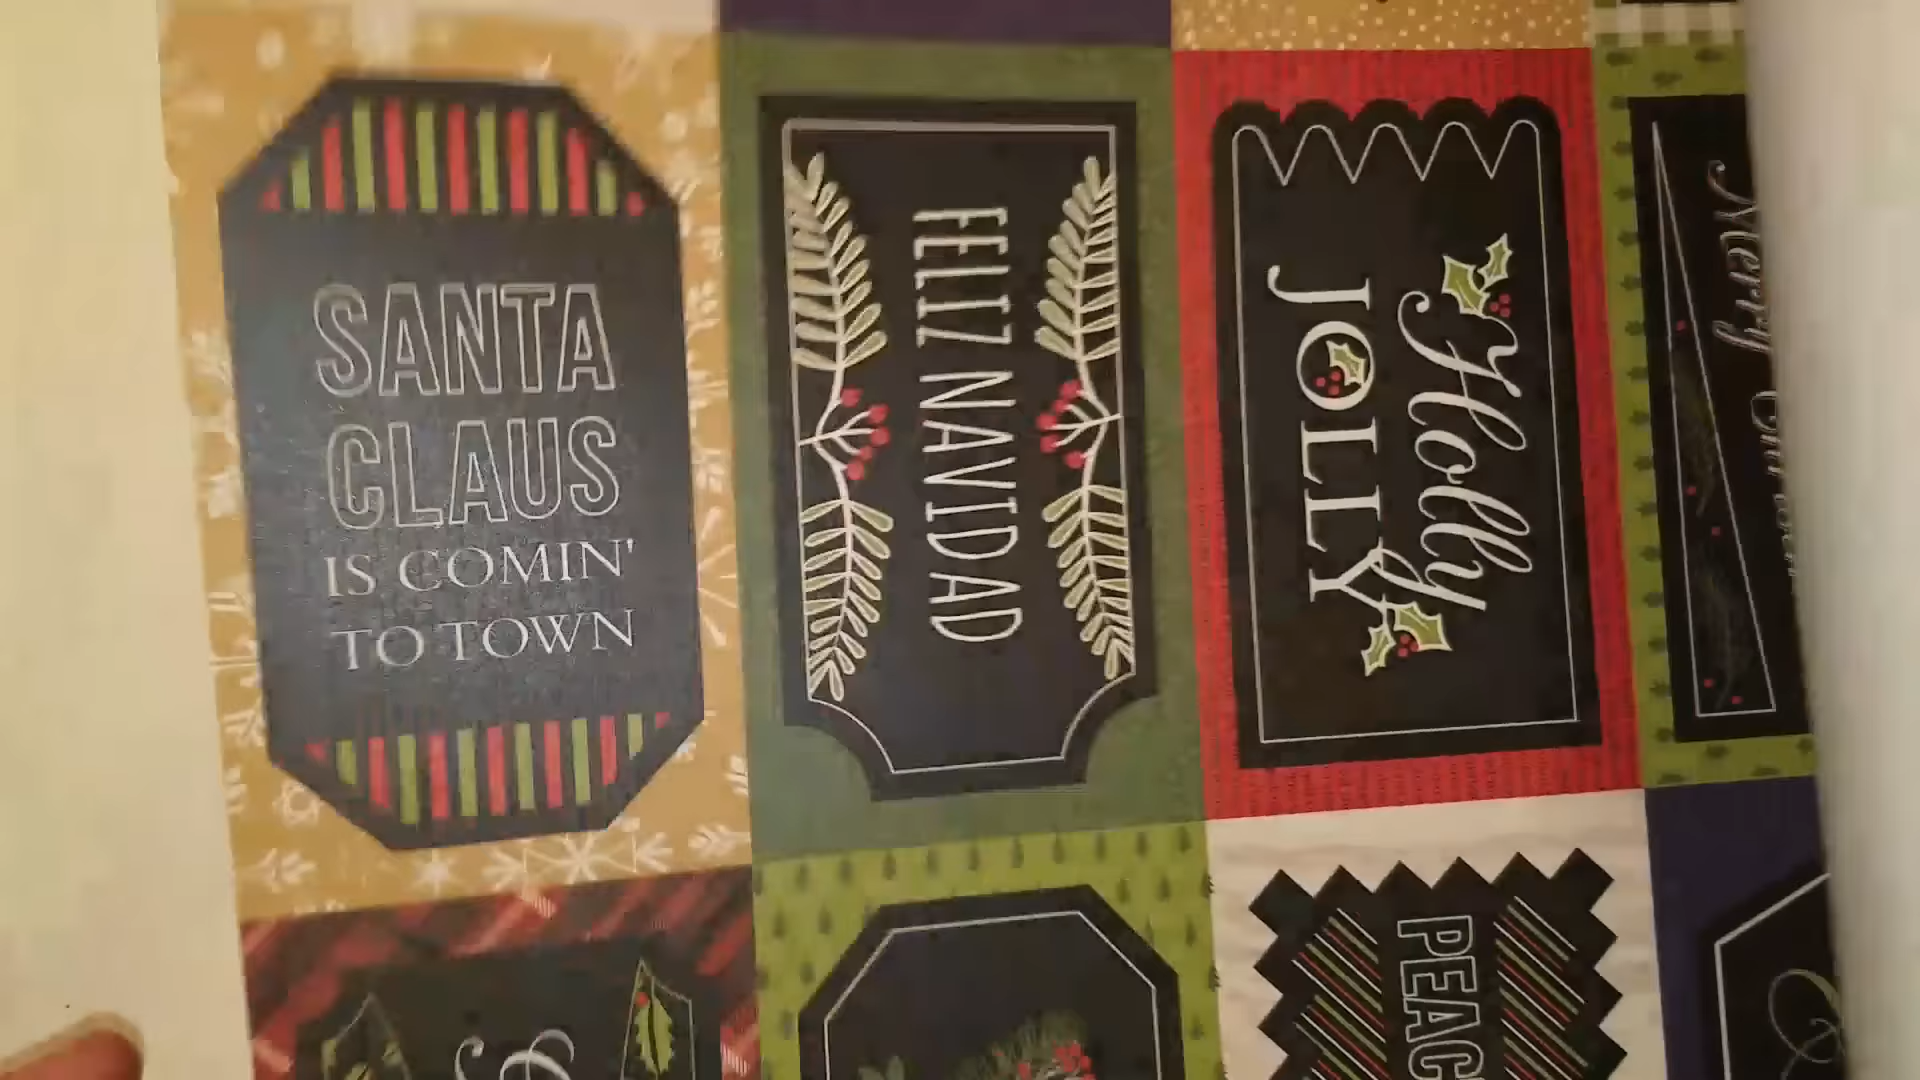 SANTA
CLAUS
IS COMIN'
TO TOWN
FELIZ NAVIDAD
Holly
JOLLY
Merry
PEAC